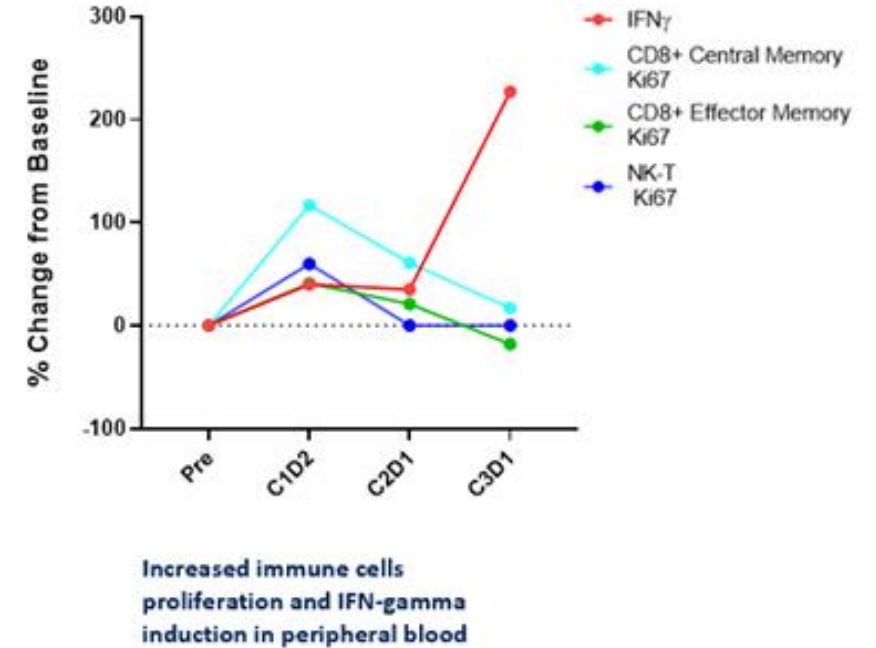 % Change from Baseline
300
200
100
0
-100
Pre
C1D2
C2D1
C3D1
IFNγ
CD8+ Central Memory
Ki67
CD8+ Effector Memory
Ki67
NK-T
Ki67
Increased immune cells
proliferation and IFN-gamma
induction in peripheral blood